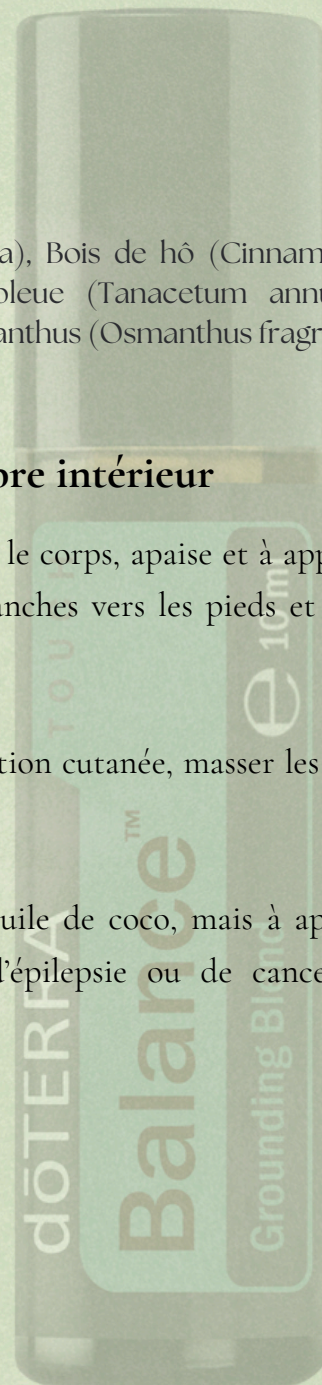 a), Bois de hô (Cinnam
bleue (Tanacetum annu
anthus (Osmanthus fragr
bre intérieur
le corps, apaise et à app
anches vers les pieds et
tion cutanée, masser les
uile de coco, mais à ap
d'épilepsie ou de cance
TOUCH
dōTERRA
Balance™
Grounding Blend
e 10 ml